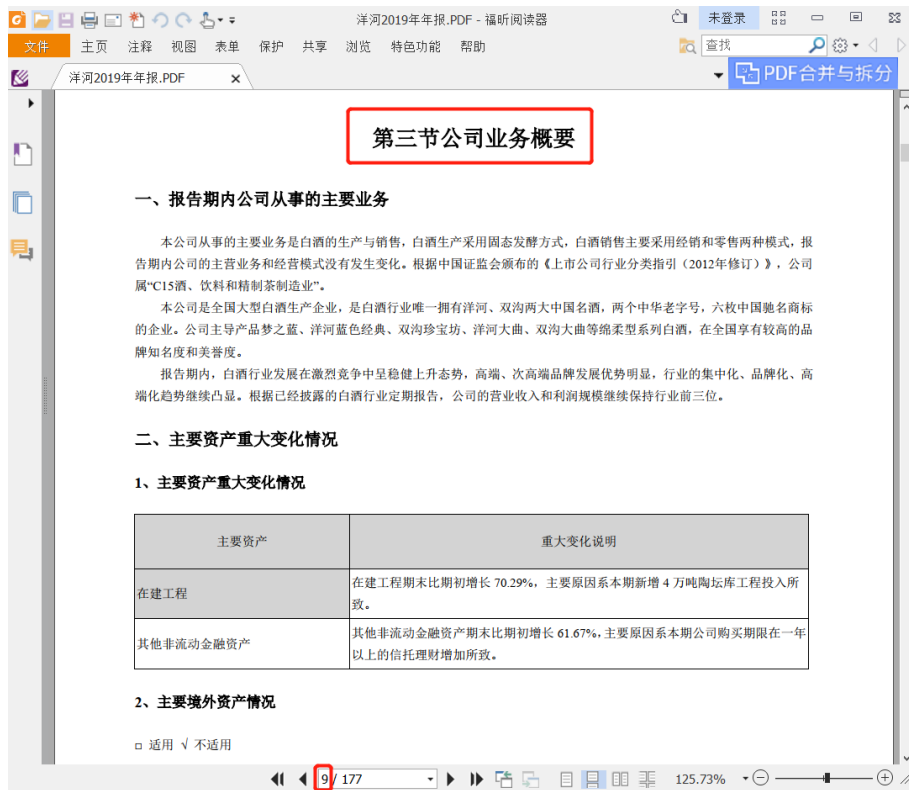 洋河2019年年报.PDF - 福昕阅读器
未登录
文件 主页 注释 视图 表单 保护 共享 浏览 特色功能 帮助
查找
洋河2019年年报.PDF x
PDF合并与拆分
第三节公司业务概要
一、报告期内公司从事的主要业务
本公司从事的主要业务是白酒的生产与销售，白酒生产采用固态发酵方式，白酒销售主要采用经销和零售两种模式，报
告期内公司的主营业务和经营模式没有发生变化。根据中国证监会颁布的《上市公司行业分类指引（2012年修订）》，公司
属“C15酒、饮料和精制茶制造业”。
本公司是全国大型白酒生产企业，是白酒行业唯一拥有洋河、双沟两大中国名酒，两个中华老字号，六枚中国驰名商标
的企业。公司主导产品梦之蓝、洋河蓝色经典、双沟珍宝坊、洋河大曲、双沟大曲等绵柔型系列白酒，在全国享有较高的品
牌知名度和美誉度。
报告期内，白酒行业发展在激烈竞争中呈稳健上升态势，高端、次高端品牌发展优势明显，行业的集中化、品牌化、高
端化趋势继续凸显。根据已经披露的白酒行业定期报告，公司的营业收入和利润规模继续保持行业前三位。
二、主要资产重大变化情况
1、主要资产重大变化情况
主要资产 重大变化说明
在建工程 在建工程期末比期初增长 70.29%，主要原因系本期新增 4 万吨陶坛库工程投入所
致。
其他非流动金融资产 其他非流动金融资产期末比期初增长 61.67%，主要原因系本期公司购买期限在一年
以上的信托理财增加所致。
2、主要境外资产情况
□ 适用 √ 不适用
9 / 177
125.73%